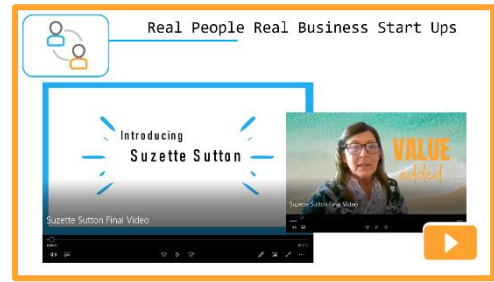 Real People Real Business Start Ups
Introducing
Suzette Sutton
Suzette Sutton Final Video
VALUE
added
Suzette Sutton Final Video